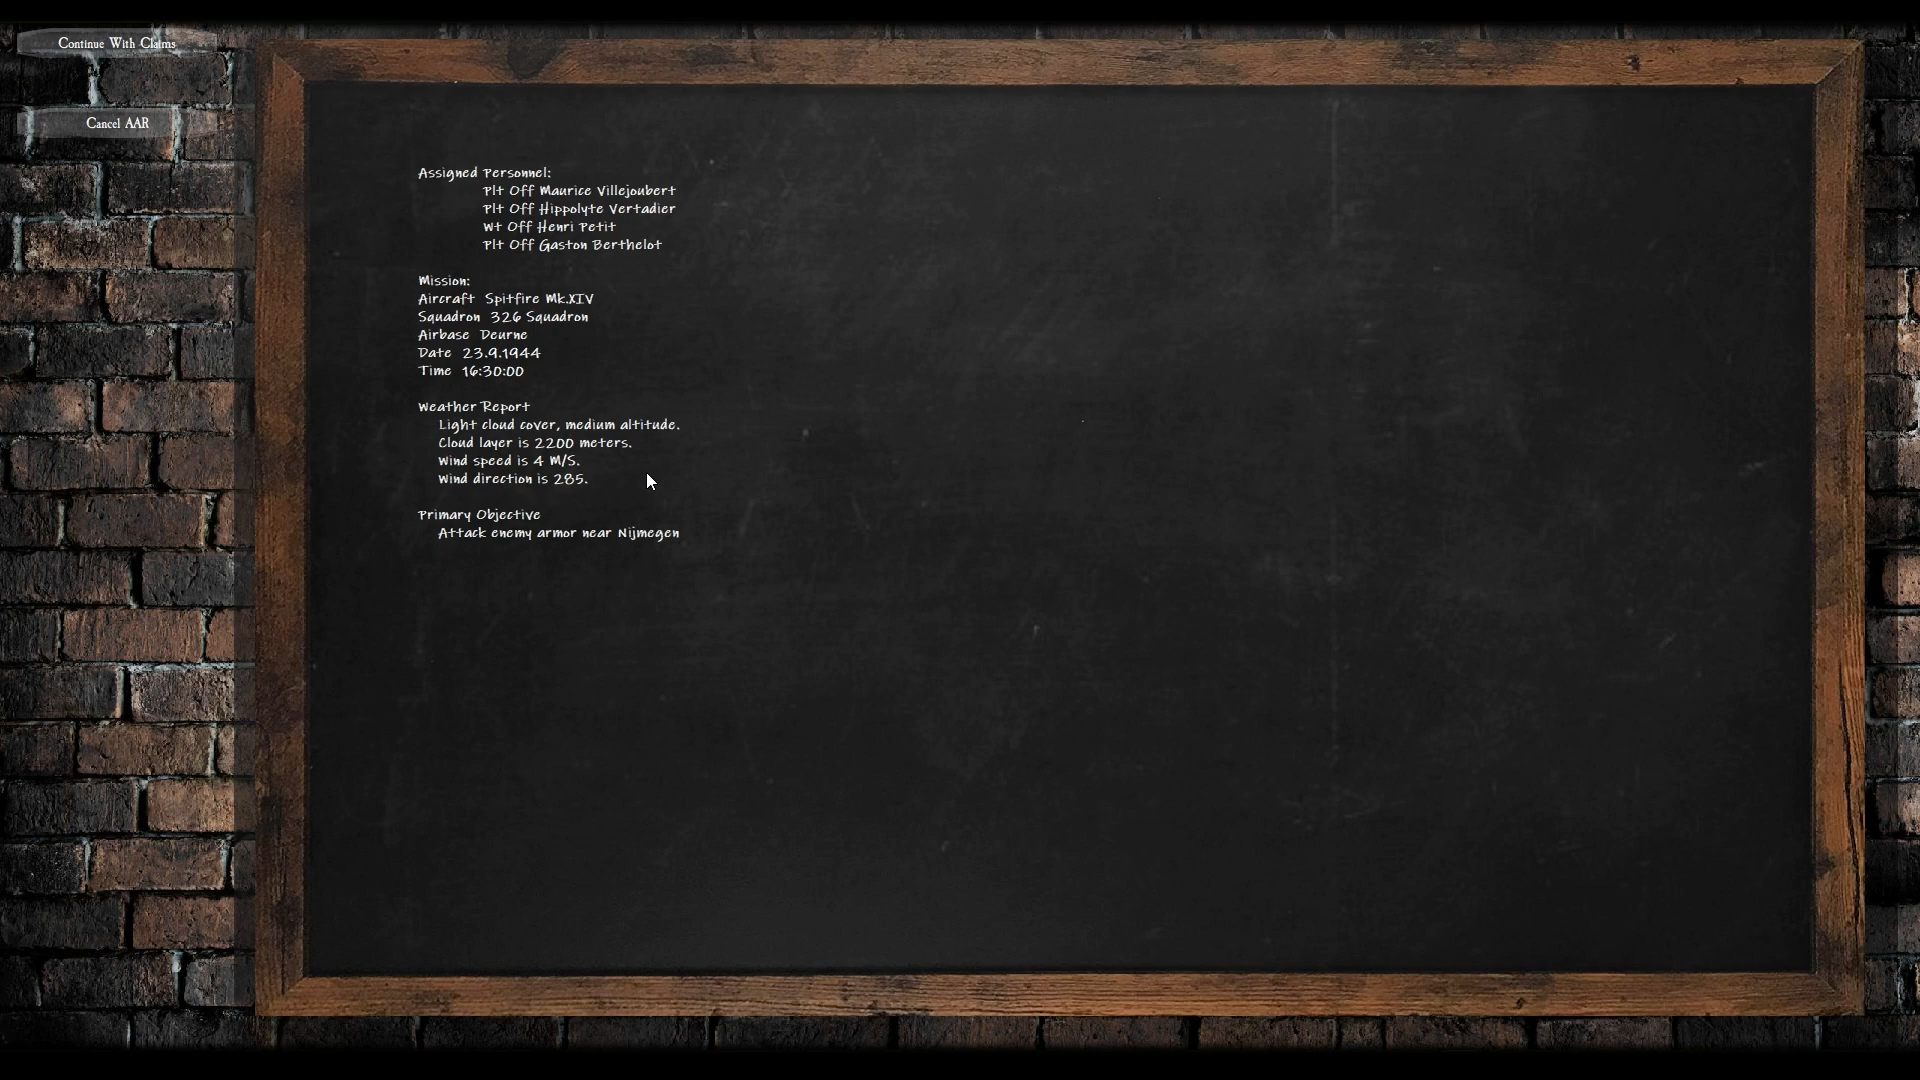 Continue With Claims
Cancel AAR
Assigned Personnel:
Plt Off Maurice Villejoubert
Plt Off Hippolyte Vertadier
Wt Off Henri Petit
Plt Off Gaston Berthelot
Mission:
Aircraft Spitfire Mk.XIV
Squadron 326 Squadron
Airbase Deurne
Date 23.9.1944
Time 16:30:00
Weather Report
Light cloud cover, medium altitude.
Cloud layer is 2200 meters.
Wind speed is 4 M/S.
Wind direction is 285.
Primary Objective
Attack enemy armor near Nijmegen